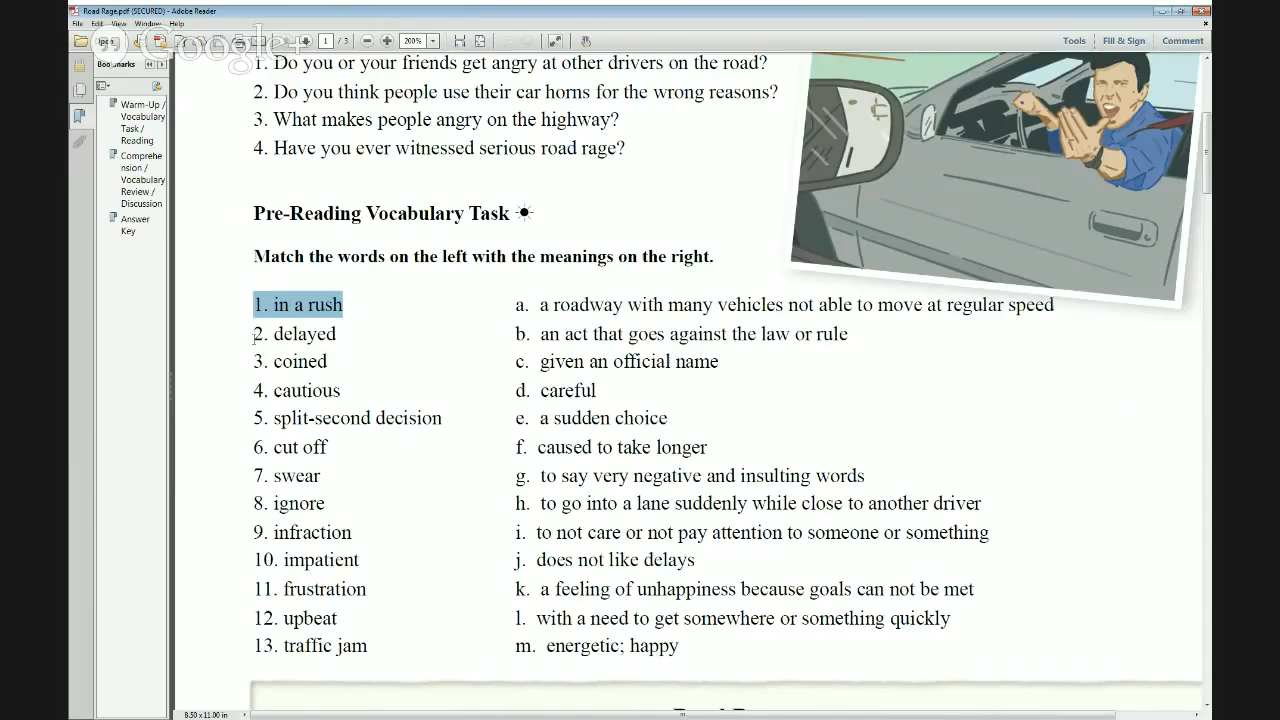 Road Rage.pdf (SECURED) - Adobe Reader
File Edit View Window Help
Open
Google+
1 / 3
200%
Tools Fill & Sign Comment
Bookmarks
Warm-Up /
Vocabulary
Task /
Reading
Comprehe
nsion /
Vocabulary
Review /
Discussion
Answer
Key
1. Do you or your friends get angry at other drivers on the road?
2. Do you think people use their car horns for the wrong reasons?
3. What makes people angry on the highway?
4. Have you ever witnessed serious road rage?
Pre-Reading Vocabulary Task
Match the words on the left with the meanings on the right.
1. in a rush a. a roadway with many vehicles not able to move at regular speed
2. delayed b. an act that goes against the law or rule
3. coined c. given an official name
4. cautious d. careful
5. split-second decision e. a sudden choice
6. cut off f. caused to take longer
7. swear g. to say very negative and insulting words
8. ignore h. to go into a lane suddenly while close to another driver
9. infraction i. to not care or not pay attention to someone or something
10. impatient j. does not like delays
11. frustration k. a feeling of unhappiness because goals can not be met
12. upbeat l. with a need to get somewhere or something quickly
13. traffic jam m. energetic; happy
8.50 x 11.00 in